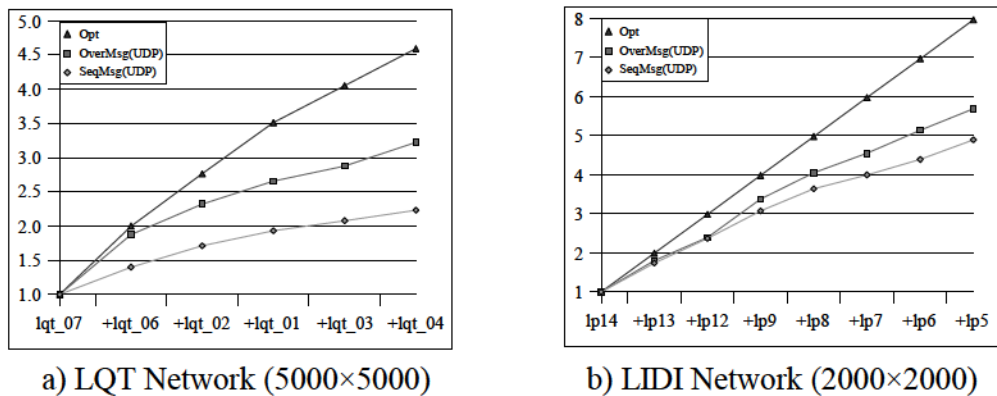 5.0
4.5
4.0
3.5
3.0
2.5
2.0
1.5
1.0
Opt
OverMsg(UDP)
SeqMsg(UDP)
lqt_07 +lqt_06 +lqt_02 +lqt_01 +lqt_03 +lqt_04
a) LQT Network (5000×5000)
8
7
6
5
4
3
2
1
Opt
OverMsg(UDP)
SeqMsg(UDP)
lp14 +lp13 +lp12 +lp9 +lp8 +lp7 +lp6 +lp5
b) LIDI Network (2000×2000)